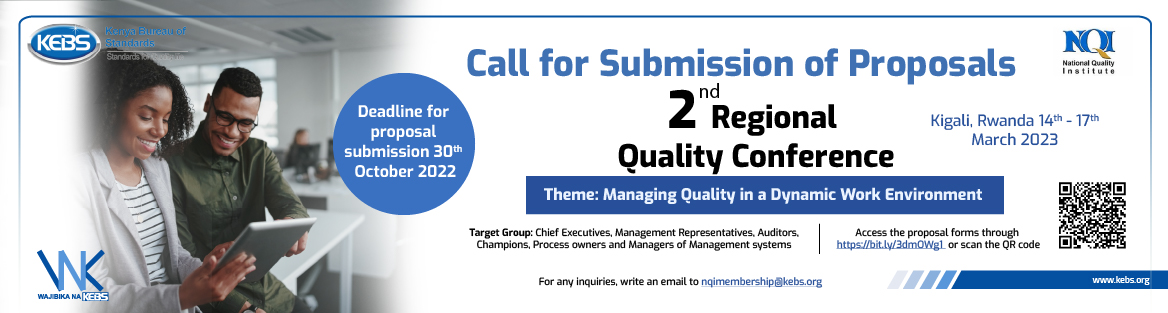 KEBS
Kenya Bureau of
Standards
Call for Submission of Proposals
NQI
National Quality
Institute
Deadline for
proposal
submission 30th
October 2022
2nd Regional
Quality Conference
Kigali, Rwanda 14th - 17th
March 2023
Theme: Managing Quality in a Dynamic Work Environment
Target Group: Chief Executives, Management Representatives, Auditors,
Champions, Process owners and Managers of Management systems
Access the proposal forms through
https://bit.ly/3dmOWg1 or scan the QR code
WK
WAJIBIKA NA KEBS
For any inquiries, write an email to nqimembership@kebs.org
www.kebs.org